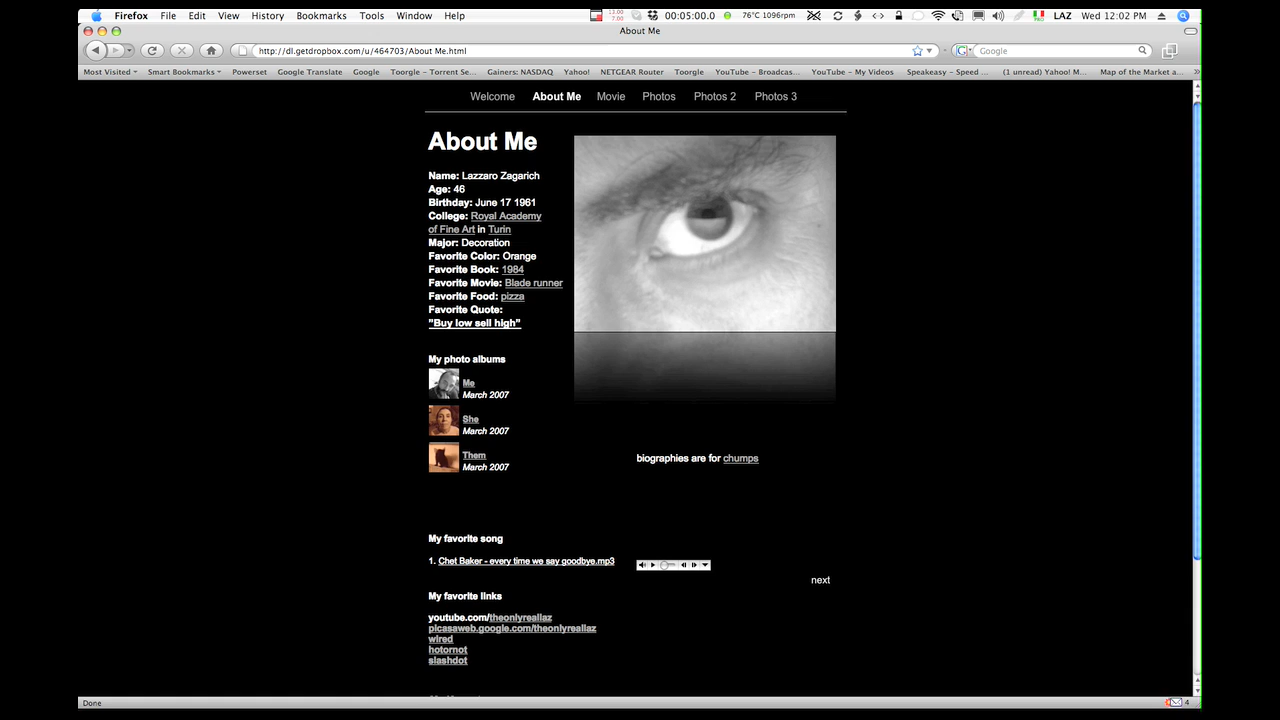 Firefox File Edit View History Bookmarks Tools Window Help 13.00 7.00 00:05:00.0 76°C 1096rpm LAZ Wed 12:02 PM
About Me
http://dl.getdropbox.com/u/464703/About Me.html Google
Most Visited Smart Bookmarks Powerset Google Translate Google Toorgle – Torrent Se... Gainers: NASDAQ Yahoo! NETGEAR Router Toorgle YouTube – Broadcas... YouTube – My Videos Speakeasy – Speed ... (1 unread) Yahoo! M... Map of the Market a... »
Welcome About Me Movie Photos Photos 2 Photos 3
About Me
Name: Lazzaro Zagarich
Age: 46
Birthday: June 17 1961
College: Royal Academy
of Fine Art in Turin
Major: Decoration
Favorite Color: Orange
Favorite Book: 1984
Favorite Movie: Blade runner
Favorite Food: pizza
Favorite Quote:
"Buy low sell high"
My photo albums
Me
March 2007
She
March 2007
Them
March 2007
biographies are for chumps
My favorite song
1. Chet Baker - every time we say goodbye.mp3
next
My favorite links
youtube.com/theonlyreallaz
picasaweb.google.com/theonlyreallaz
wired
hotornot
slashdot
Done 4